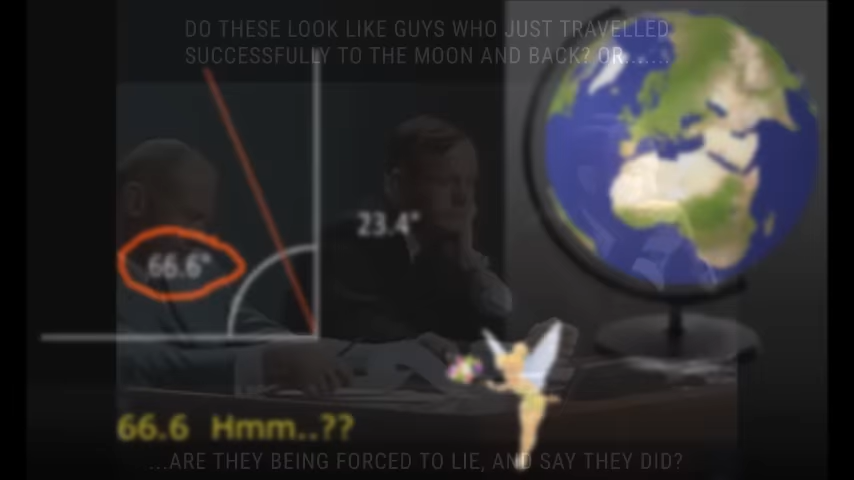 DO THESE LOOK LIKE GUYS WHO JUST TRAVELLED
SUCCESSFULLY TO THE MOON AND BACK? OR.......
23.4°
66.6°
66.6 Hmm..??
...ARE THEY BEING FORCED TO LIE, AND SAY THEY DID?